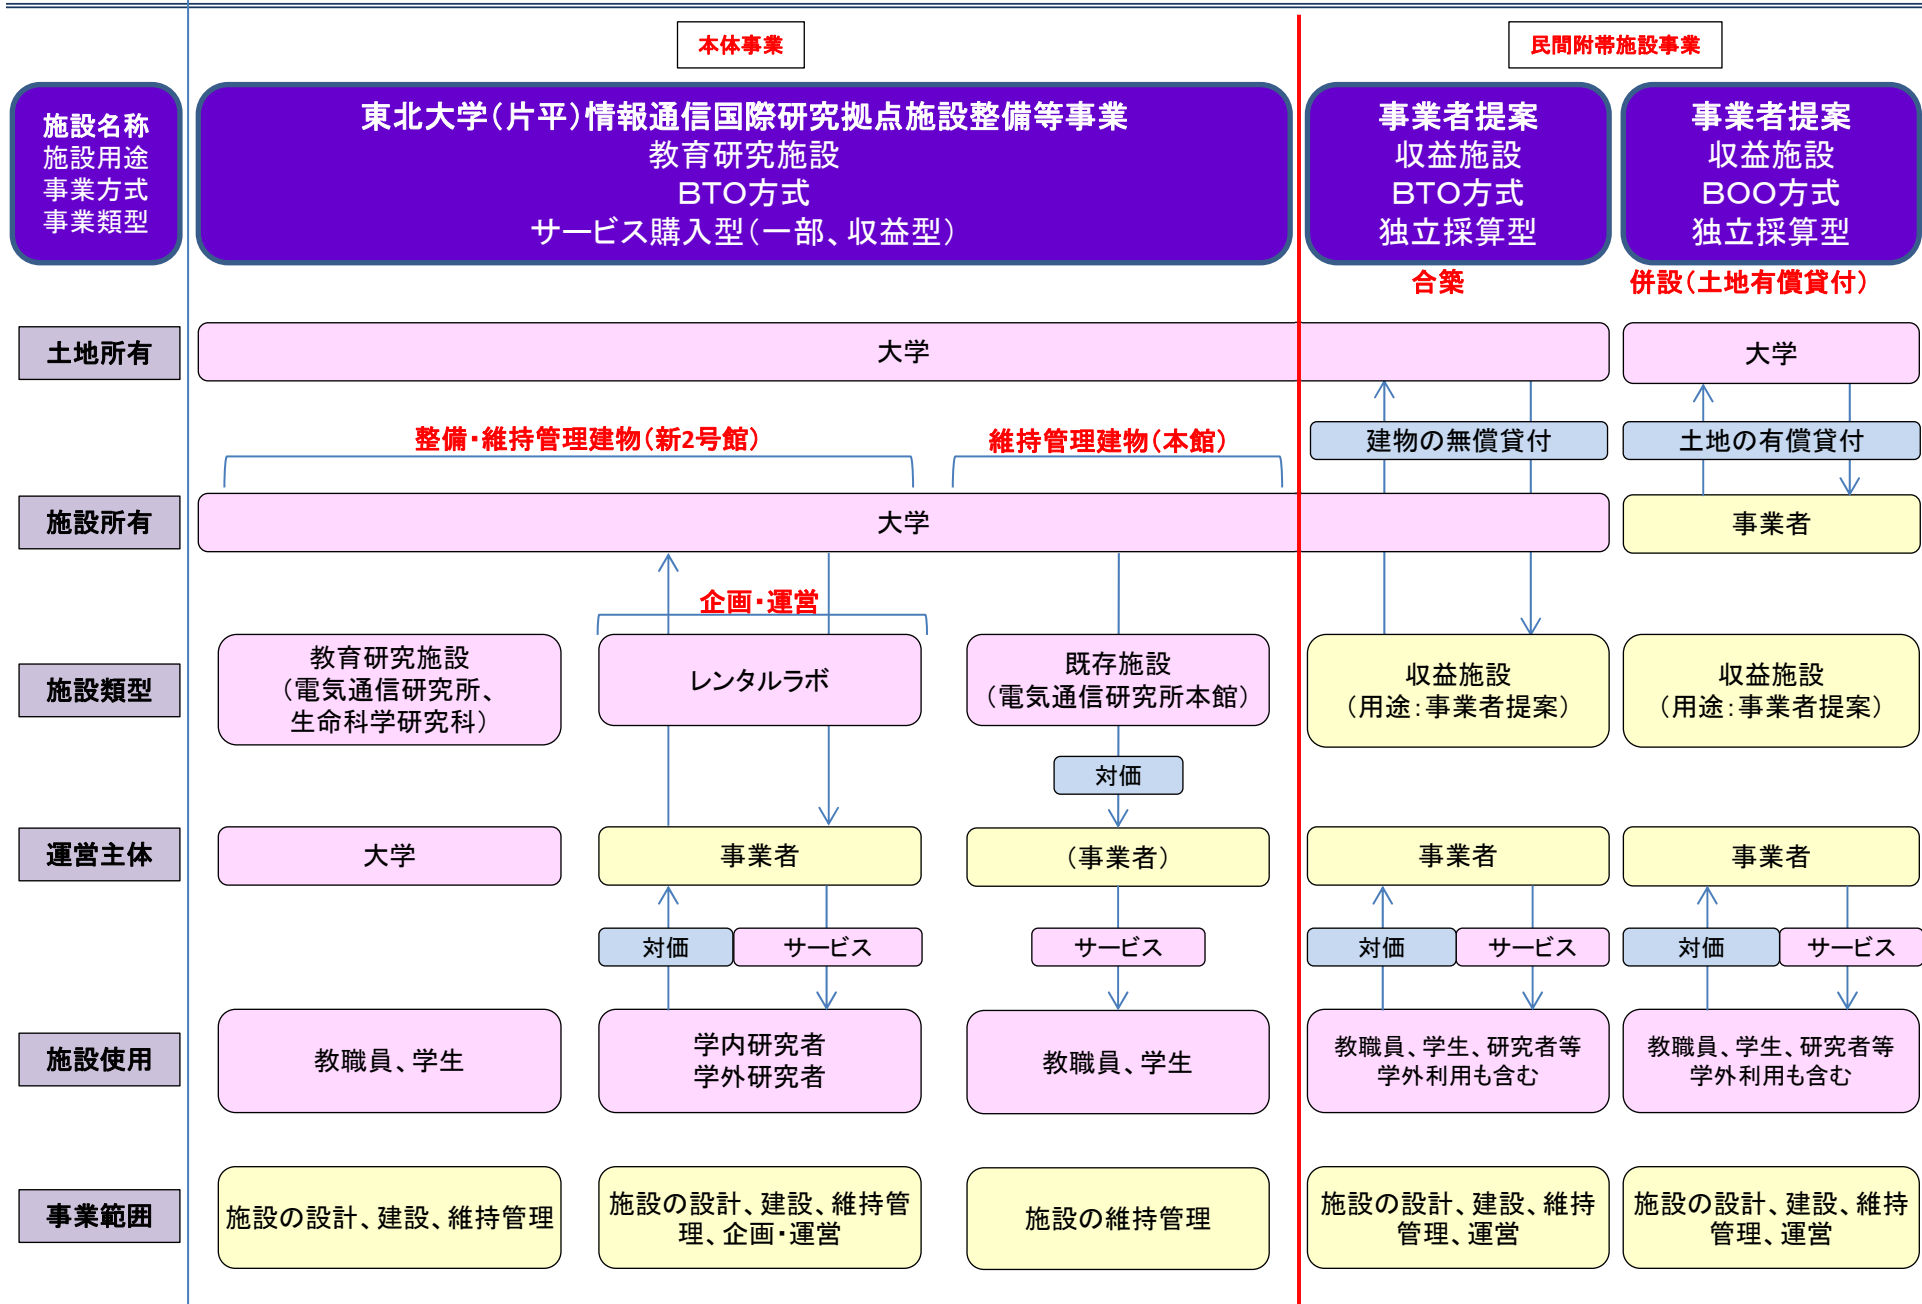 本体事業
民間附帯施設事業
施設名称
施設用途
事業方式
事業類型
東北大学(片平)情報通信国際研究拠点施設整備等事業
教育研究施設
BTO方式
サービス購入型(一部、収益型)
事業者提案
収益施設
BTO方式
独立採算型
事業者提案
収益施設
BOO方式
独立採算型
合築
併設(土地有償貸付)
土地所有
大学
大学
整備・維持管理建物(新2号館)
維持管理建物(本館)
建物の無償貸付
土地の有償貸付
施設所有
大学
事業者
企画・運営
施設類型
教育研究施設
(電気通信研究所、
生命科学研究科)
レンタルラボ
既存施設
(電気通信研究所本館)
収益施設
(用途:事業者提案)
収益施設
(用途:事業者提案)
対価
運営主体
大学
事業者
(事業者)
事業者
事業者
対価
サービス
サービス
対価
サービス
対価
サービス
施設使用
教職員、学生
学内研究者
学外研究者
教職員、学生
教職員、学生、研究者等
学外利用も含む
教職員、学生、研究者等
学外利用も含む
事業範囲
施設の設計、建設、維持管理
施設の設計、建設、維持管
理、企画・運営
施設の維持管理
施設の設計、建設、維持
管理、運営
施設の設計、建設、維持
管理、運営